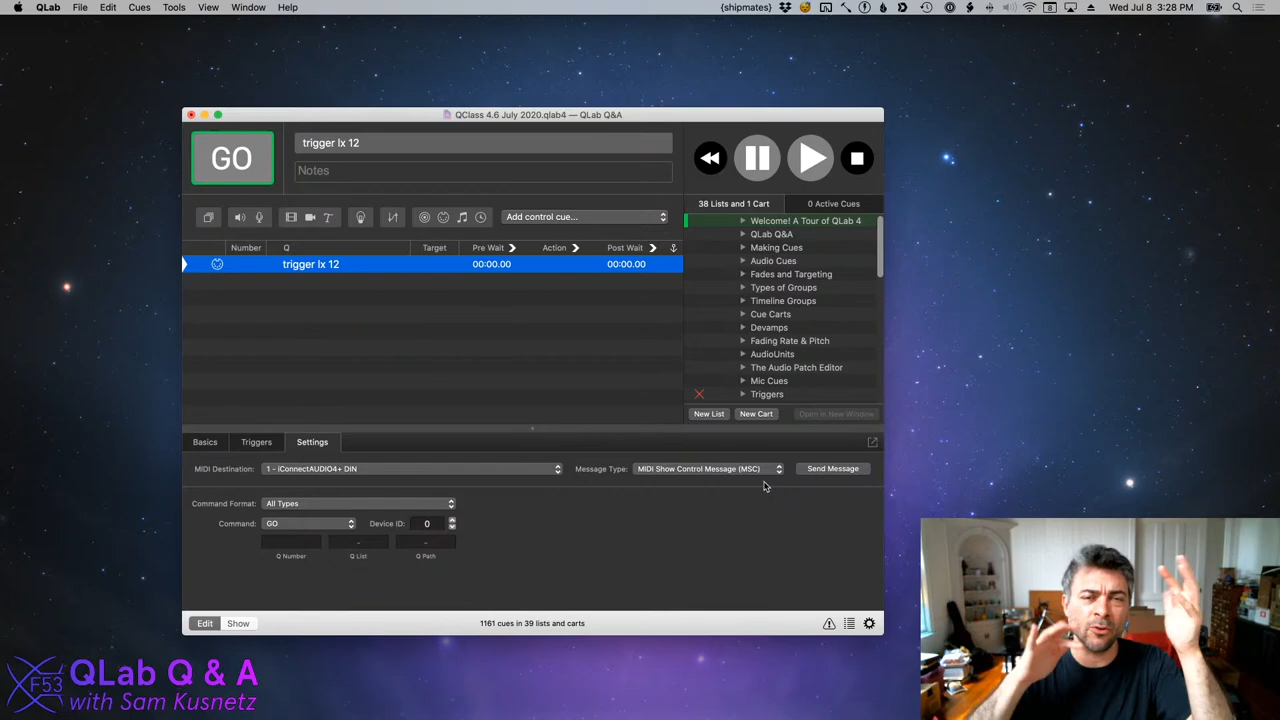 QLab File Edit Cues Tools View Window Help {shipmates} 8 Wed Jul 8 3:28 PM
QClass 4.6 July 2020.qlab4 — QLab Q&A
GO
trigger lx 12
Notes
Add control cue...
38 Lists and 1 Cart 0 Active Cues
Number Q Target Pre Wait Action Post Wait
trigger lx 12 00:00.00 00:00.00
Welcome! A Tour of QLab 4
QLab Q&A
Making Cues
Audio Cues
Fades and Targeting
Types of Groups
Timeline Groups
Cue Carts
Devamps
Fading Rate & Pitch
AudioUnits
The Audio Patch Editor
Mic Cues
Triggers
New List New Cart Open in New Window
Basics Triggers Settings
MIDI Destination: 1 - iConnectAUDIO4+ DIN Message Type: MIDI Show Control Message (MSC) Send Message
Command Format: All Types
Command: GO Device ID: 0
- -
Q Number Q List Q Path
Edit Show 1161 cues in 39 lists and carts
F53 QLab Q & A
with Sam Kusnetz